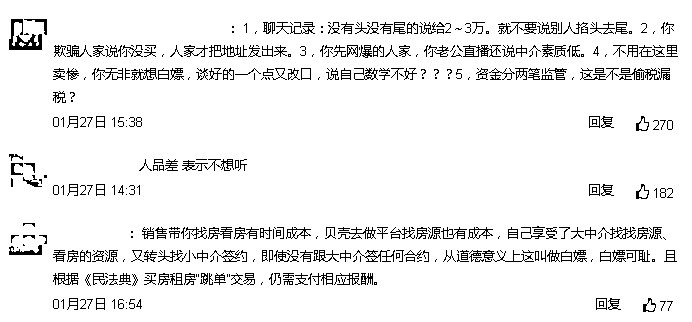 ：1，聊天记录：没有头没有尾的说给2～3万。就不要说别人掐头去尾。2，你
欺骗人家说你没买，人家才把地址发出来。3，你先网爆的人家，你老公直播还说中介素质低。4，不用在这里
卖惨，你无非就想白嫖，谈好的一个点又改口，说自己数学不好？？？5，资金分两笔监管，这是不是偷税漏
税？
01月27日 15:38 回复 270
人品差 表示不想听
01月27日 14:31 回复 182
：销售带你找房看房有时间成本，贝壳去做平台找房源也有成本，自己享受了大中介找找房源、
看房的资源，又转头找小中介签约，即使没有跟大中介签任何合约，从道德意义上这叫做白嫖，白嫖可耻。且
根据《民法典》买房租房“跳单”交易，仍需支付相应报酬。
01月27日 16:54 回复 77